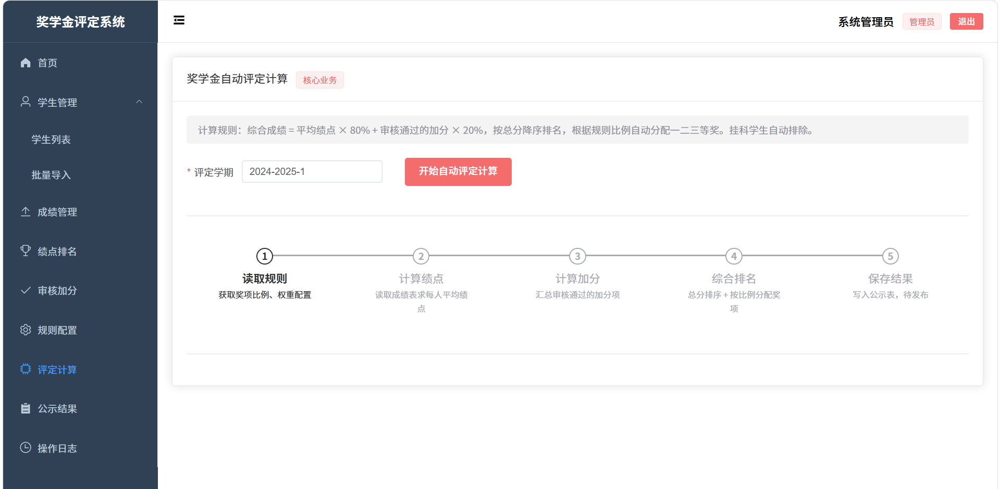 奖学金评定系统
系统管理员
管理员
退出
首页
学生管理
学生列表
批量导入
成绩管理
绩点排名
审核加分
规则配置
评定计算
公示结果
操作日志
奖学金自动评定计算
核心业务
计算规则：综合成绩 = 平均绩点 × 80% + 审核通过的加分 × 20%，按总分降序排名，根据规则比例自动分配一二三等奖。挂科学生自动排除。
* 评定学期
2024-2025-1
开始自动评定计算
1
读取规则
获取奖项比例、权重配置
2
计算绩点
读取成绩表求每人平均绩
点
3
计算加分
汇总审核通过的加分项
4
综合排名
总分排序 + 按比例分配奖
项
5
保存结果
写入公示表，待发布